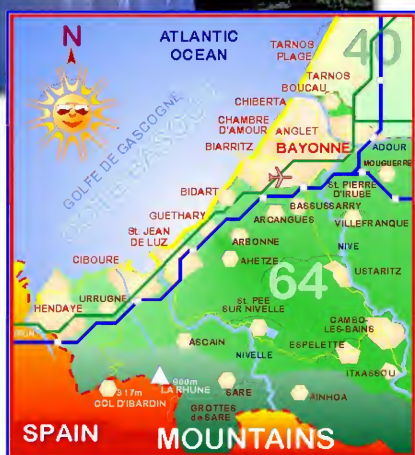 N
ATLANTIC
OCEAN
TARNOS
PLAGE
40
TARNOS
BOUCAU
CHIBERTA
CHAMBRE
D'AMOUR
ANGLET
BIARRITZ
BAYONNE
ADOUR
MOUGUERRE
GOLFE DE GASCOGNE
BIDART
St. PIERRE
D'IRUBE
BASSUSSARRY
VILLEFRANQUE
GUETHARY
ARCANGUES
St. JEAN
DE LUZ
ARBONNE
NIVE
AHETZE
64
USTARITZ
CIBOURE
URRUGNE
HENDAYE
St. PEE
SUR NIVELLE
CAMBO-
LES-BAINS
ASCAIN
NIVELLE
ESPELETTE
ITXASSOU
900m
LA RHUNE
317m
COL D'IBARDIN
SARE
AINHOA
GROTTES
de SARE
SPAIN
MOUNTAINS